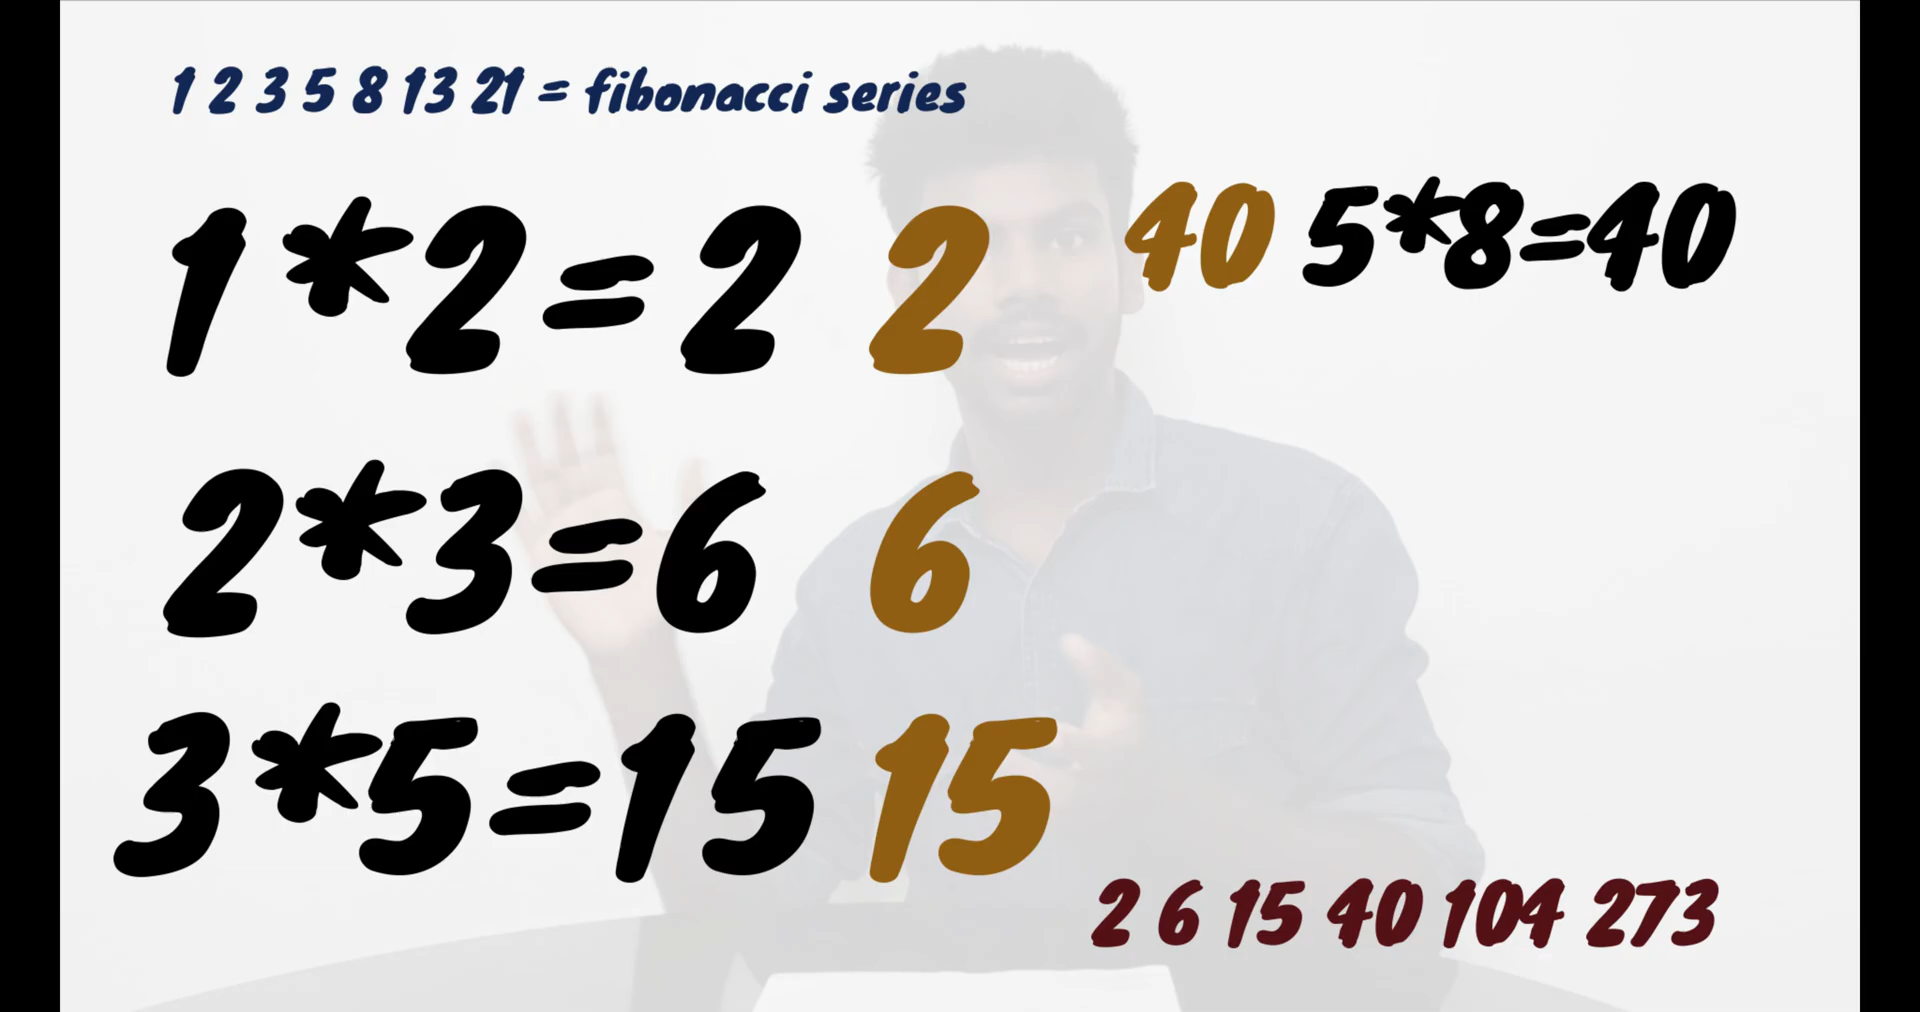 1 2 3 5 8 13 21 = fibonacci series
1*2=2 2
40 5*8=40
2*3=6 6
3*5=15 15
2 6 15 40 104 273